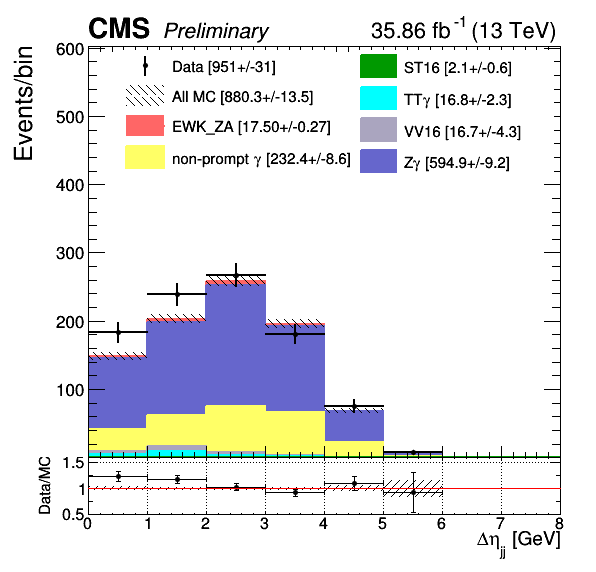 CMS Preliminary 35.86 fb⁻¹ (13 TeV)
Events/bin
600
500
400
300
200
100
Data [951+/-31]
All MC [880.3+/-13.5]
EWK_ZA [17.50+/-0.27]
non-prompt γ [232.4+/-8.6]
ST16 [2.1+/-0.6]
TTγ [16.8+/-2.3]
VV16 [16.7+/-4.3]
Zγ [594.9+/-9.2]
Data/MC
1.5
1
0.5
0 1 2 3 4 5 6 7 8
Δη_jj [GeV]